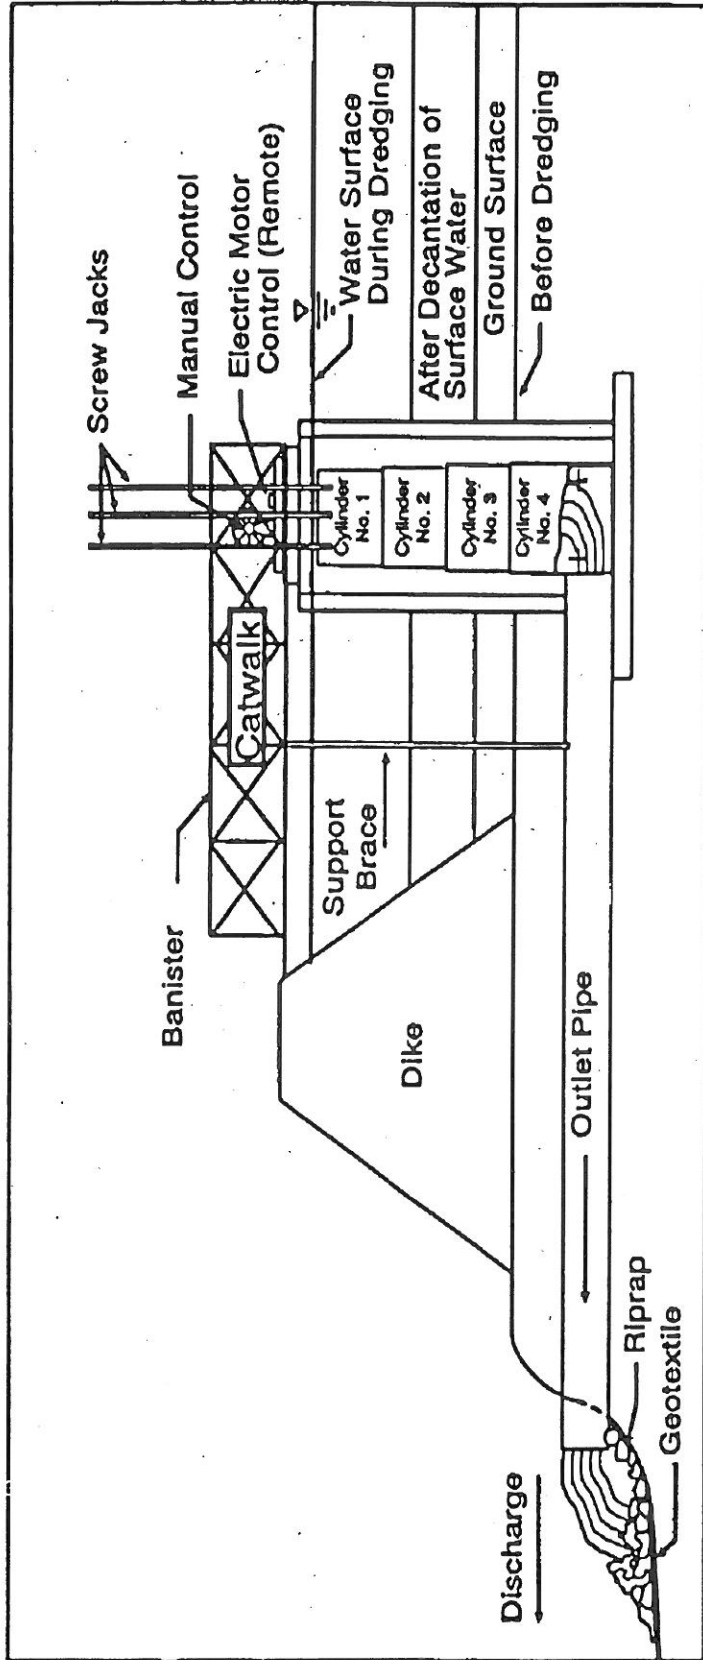 Screw Jacks
Manual Control
Electric Motor
Control (Remote)
Banister
Catwalk
Water Surface
During Dredging
Support
Brace
After Decantation of
Surface Water
Ground Surface
Before Dredging
Cylinder
No. 1
Cylinder
No. 2
Cylinder
No. 3
Cylinder
No. 4
Dike
Outlet Pipe
Discharge
Riprap
Geotextile